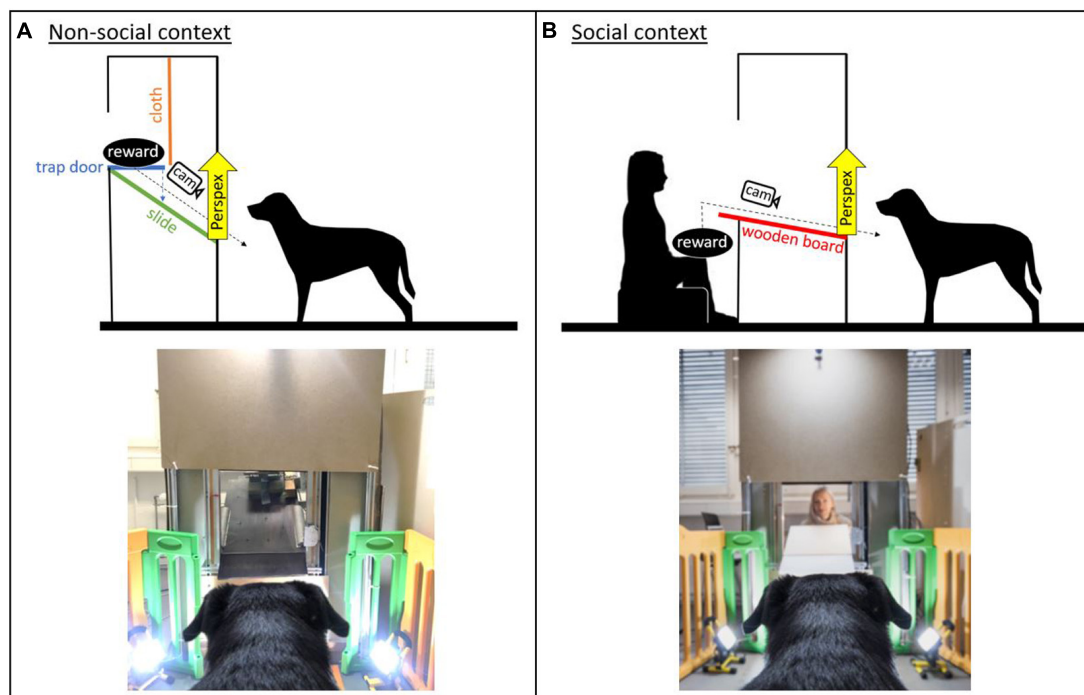 A Non-social context
cloth
reward
trap door
cam
slide
Perspex
B Social context
cam
reward
Perspex
wooden board